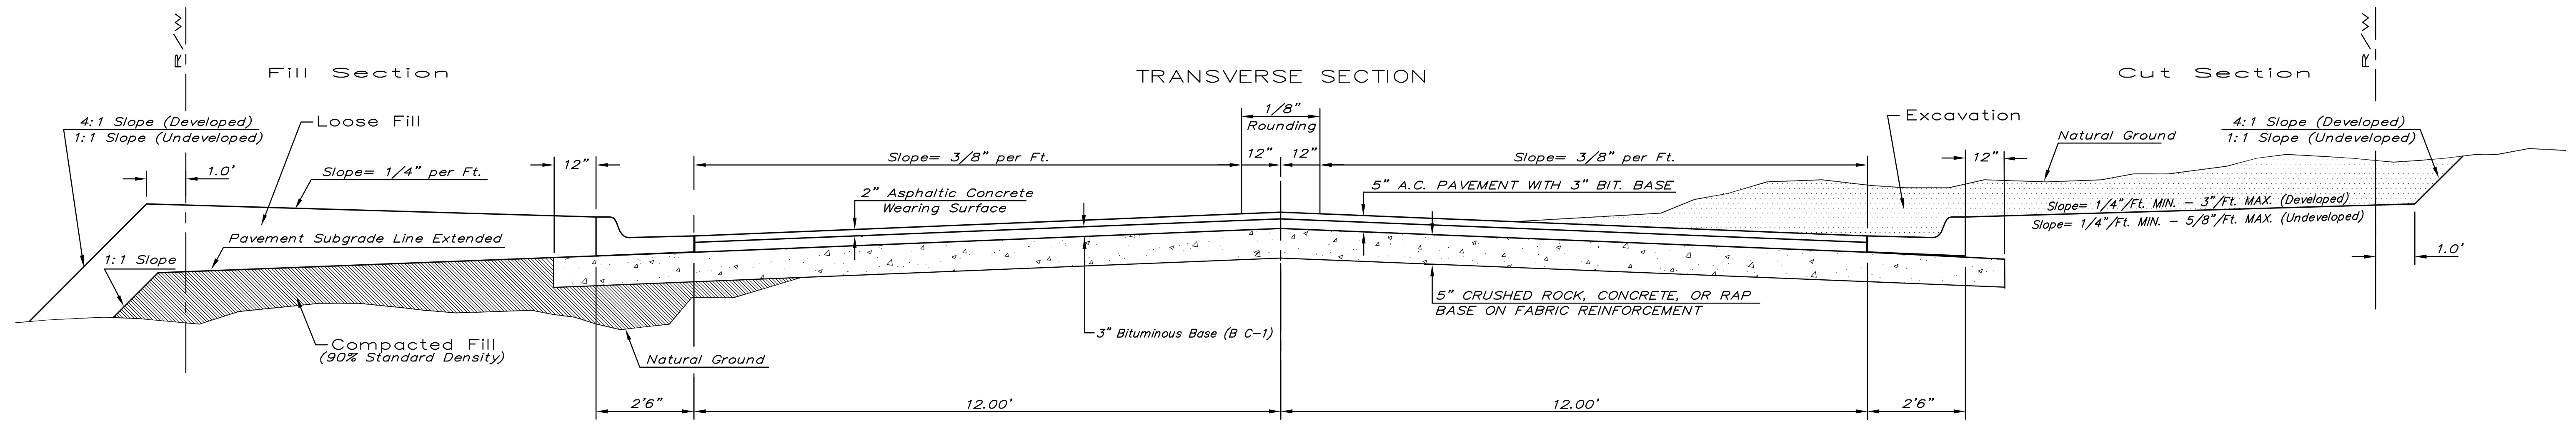 R/W
R/W
Fill Section
TRANSVERSE SECTION
Cut Section
4:1 Slope (Developed)
1:1 Slope (Undeveloped)
Loose Fill
1/8"
Rounding
Excavation
Natural Ground
4:1 Slope (Developed)
1:1 Slope (Undeveloped)
1.0'
Slope= 1/4" per Ft.
12"
Slope= 3/8" per Ft.
12"
12"
Slope= 3/8" per Ft.
12"
2" Asphaltic Concrete
Wearing Surface
5" A.C. PAVEMENT WITH 3" BIT. BASE
Slope= 1/4"/Ft. MIN. - 3"/Ft. MAX. (Developed)
Slope= 1/4"/Ft. MIN. - 5/8"/Ft. MAX. (Undeveloped)
Pavement Subgrade Line Extended
1:1 Slope
1.0'
5" CRUSHED ROCK, CONCRETE, OR RAP
BASE ON FABRIC REINFORCEMENT
3" Bituminous Base (B C-1)
Compacted Fill
(90% Standard Density)
Natural Ground
2'6"
12.00'
12.00'
2'6"